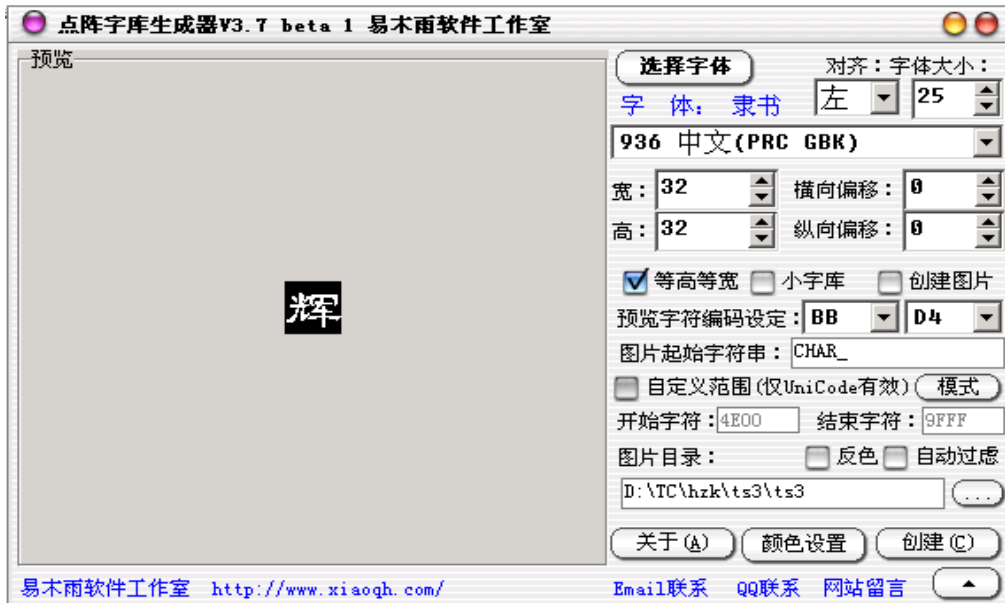 点阵字库生成器V3.7 beta 1 易木雨软件工作室
预览
辉
选择字体
对齐：字体大小：
字 体： 隶书
左 25
936 中文(PRC GBK)
宽：32 横向偏移：0
高：32 纵向偏移：0
等高等宽 小字库 创建图片
预览字符编码设定：BB D4
图片起始字符串：CHAR_
自定义范围(仅UniCode有效) 模式
开始字符：4E00 结束字符：9FFF
图片目录： 反色 自动过虑
D:\TC\hzk\ts3\ts3 ...
关于(A) 颜色设置 创建(C)
易木雨软件工作室 http://www.xiaoqh.com/ Email联系 QQ联系 网站留言